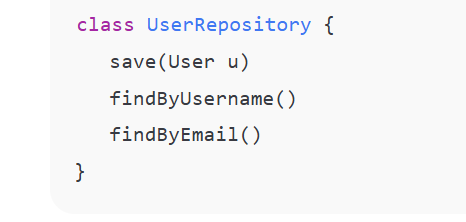 class UserRepository {
save(User u)
findByUsername()
findByEmail()
}